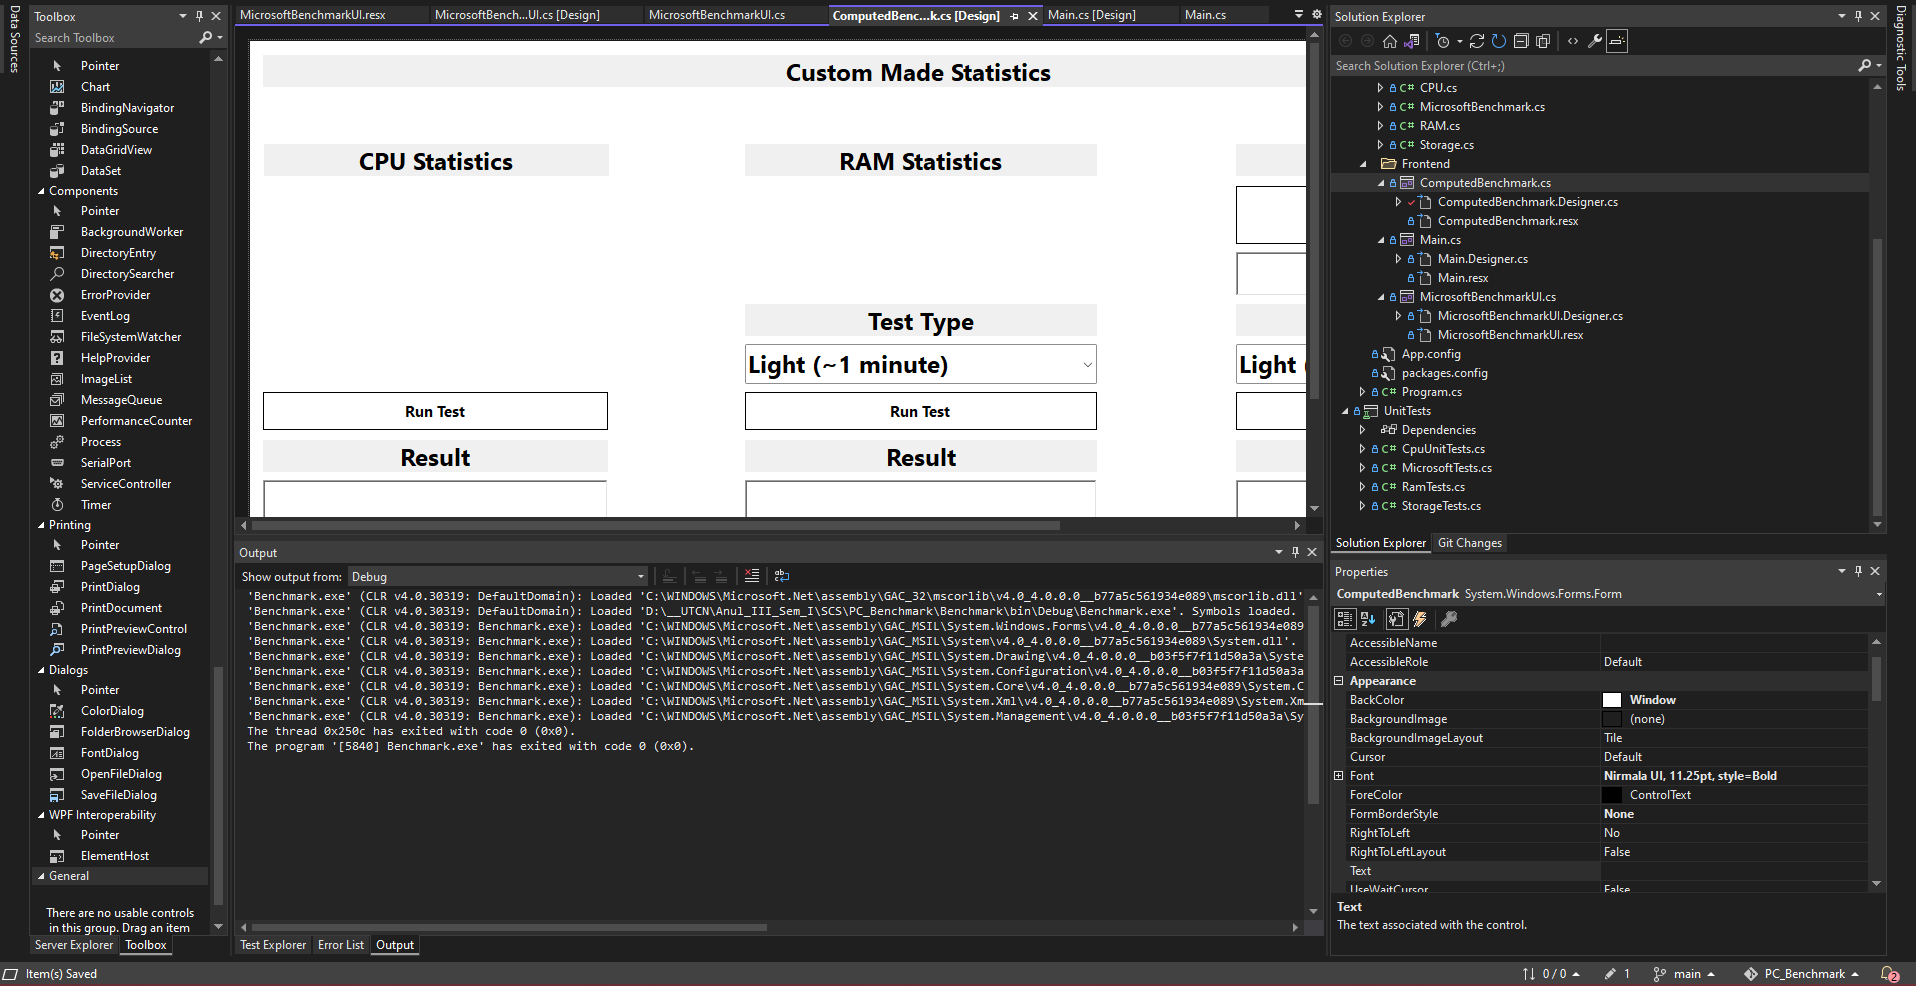 Data Sources
Toolbox
Search Toolbox
Pointer
Chart
BindingNavigator
BindingSource
DataGridView
DataSet
Components
Pointer
BackgroundWorker
DirectoryEntry
DirectorySearcher
ErrorProvider
EventLog
FileSystemWatcher
HelpProvider
ImageList
MessageQueue
PerformanceCounter
Process
SerialPort
ServiceController
Timer
Printing
Pointer
PageSetupDialog
PrintDialog
PrintDocument
PrintPreviewControl
PrintPreviewDialog
Dialogs
Pointer
ColorDialog
FolderBrowserDialog
FontDialog
OpenFileDialog
SaveFileDialog
WPF Interoperability
Pointer
ElementHost
General
There are no usable controls
in this group. Drag an item
Server Explorer Toolbox
MicrosoftBenchmarkUI.resx MicrosoftBench...UI.cs [Design] MicrosoftBenchmarkUI.cs ComputedBenc...k.cs [Design] Main.cs [Design] Main.cs
Custom Made Statistics
CPU Statistics RAM Statistics
Test Type
Light (~1 minute) Light (
Run Test Run Test
Result Result
Output
Show output from: Debug
'Benchmark.exe' (CLR v4.0.30319: DefaultDomain): Loaded 'C:\WINDOWS\Microsoft.Net\assembly\GAC_32\mscorlib\v4.0_4.0.0.0__b77a5c561934e089\mscorlib.dll'
'Benchmark.exe' (CLR v4.0.30319: DefaultDomain): Loaded 'D:\__UTCN\Anul_III_Sem_I\SCS\PC_Benchmark\Benchmark\bin\Debug\Benchmark.exe'. Symbols loaded.
'Benchmark.exe' (CLR v4.0.30319: Benchmark.exe): Loaded 'C:\WINDOWS\Microsoft.Net\assembly\GAC_MSIL\System.Windows.Forms\v4.0_4.0.0.0__b77a5c561934e089
'Benchmark.exe' (CLR v4.0.30319: Benchmark.exe): Loaded 'C:\WINDOWS\Microsoft.Net\assembly\GAC_MSIL\System\v4.0_4.0.0.0__b77a5c561934e089\System.dll'.
'Benchmark.exe' (CLR v4.0.30319: Benchmark.exe): Loaded 'C:\WINDOWS\Microsoft.Net\assembly\GAC_MSIL\System.Drawing\v4.0_4.0.0.0__b03f5f7f11d50a3a\Syste
'Benchmark.exe' (CLR v4.0.30319: Benchmark.exe): Loaded 'C:\WINDOWS\Microsoft.Net\assembly\GAC_MSIL\System.Configuration\v4.0_4.0.0.0__b03f5f7f11d50a3a
'Benchmark.exe' (CLR v4.0.30319: Benchmark.exe): Loaded 'C:\WINDOWS\Microsoft.Net\assembly\GAC_MSIL\System.Core\v4.0_4.0.0.0__b77a5c561934e089\System.C
'Benchmark.exe' (CLR v4.0.30319: Benchmark.exe): Loaded 'C:\WINDOWS\Microsoft.Net\assembly\GAC_MSIL\System.Xml\v4.0_4.0.0.0__b77a5c561934e089\System.Xm
'Benchmark.exe' (CLR v4.0.30319: Benchmark.exe): Loaded 'C:\WINDOWS\Microsoft.Net\assembly\GAC_MSIL\System.Management\v4.0_4.0.0.0__b03f5f7f11d50a3a\Sy
The thread 0x250c has exited with code 0 (0x0).
The program '[5840] Benchmark.exe' has exited with code 0 (0x0).
Test Explorer Error List Output
Solution Explorer
Search Solution Explorer (Ctrl+;)
C# CPU.cs
C# MicrosoftBenchmark.cs
C# RAM.cs
C# Storage.cs
Frontend
ComputedBenchmark.cs
ComputedBenchmark.Designer.cs
ComputedBenchmark.resx
Main.cs
Main.Designer.cs
Main.resx
MicrosoftBenchmarkUI.cs
MicrosoftBenchmarkUI.Designer.cs
MicrosoftBenchmarkUI.resx
App.config
packages.config
C# Program.cs
UnitTests
Dependencies
C# CpuUnitTests.cs
C# MicrosoftTests.cs
C# RamTests.cs
C# StorageTests.cs
Solution Explorer Git Changes
Properties
ComputedBenchmark System.Windows.Forms.Form
AccessibleName
AccessibleRole Default
Appearance
BackColor Window
BackgroundImage (none)
BackgroundImageLayout Tile
Cursor Default
Font Nirmala UI, 11.25pt, style=Bold
ForeColor ControlText
FormBorderStyle None
RightToLeft No
RightToLeftLayout False
Text
UseWaitCursor False
Text
The text associated with the control.
Diagnostic Tools
Item(s) Saved 0 / 0 1 main PC_Benchmark 2